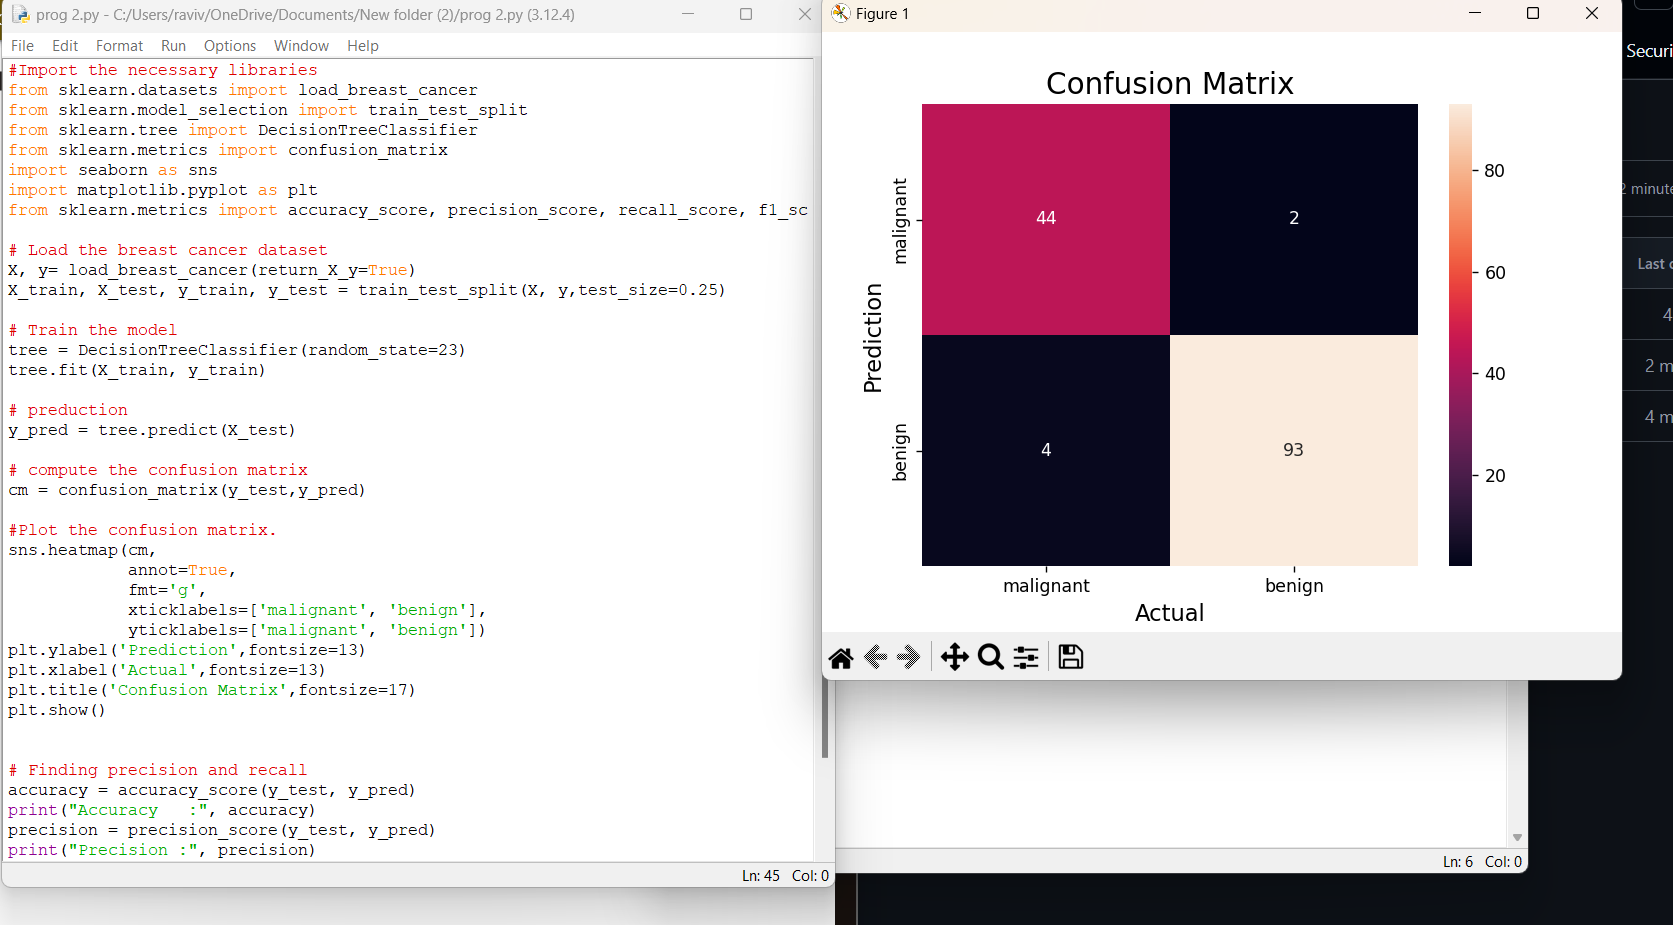 prog 2.py - C:/Users/raviv/OneDrive/Documents/New folder (2)/prog 2.py (3.12.4)
File Edit Format Run Options Window Help
#Import the necessary libraries
from sklearn.datasets import load_breast_cancer
from sklearn.model_selection import train_test_split
from sklearn.tree import DecisionTreeClassifier
from sklearn.metrics import confusion_matrix
import seaborn as sns
import matplotlib.pyplot as plt
from sklearn.metrics import accuracy_score, precision_score, recall_score, f1_sc
# Load the breast cancer dataset
X, y= load_breast_cancer(return_X_y=True)
X_train, X_test, y_train, y_test = train_test_split(X, y,test_size=0.25)
# Train the model
tree = DecisionTreeClassifier(random_state=23)
tree.fit(X_train, y_train)
# preduction
y_pred = tree.predict(X_test)
# compute the confusion matrix
cm = confusion_matrix(y_test,y_pred)
#Plot the confusion matrix.
sns.heatmap(cm,
            annot=True,
            fmt='g',
            xticklabels=['malignant', 'benign'],
            yticklabels=['malignant', 'benign'])
plt.ylabel('Prediction',fontsize=13)
plt.xlabel('Actual',fontsize=13)
plt.title('Confusion Matrix',fontsize=17)
plt.show()
# Finding precision and recall
accuracy = accuracy_score(y_test, y_pred)
print("Accuracy   :", accuracy)
precision = precision_score(y_test, y_pred)
print("Precision :", precision)
Ln: 45 Col: 0
Figure 1
Confusion Matrix
Prediction
malignant
benign
44
2
4
93
malignant
benign
Actual
80
60
40
20
Ln: 6 Col: 0
Securi
2 minute
Last c
4
2 m
4 m